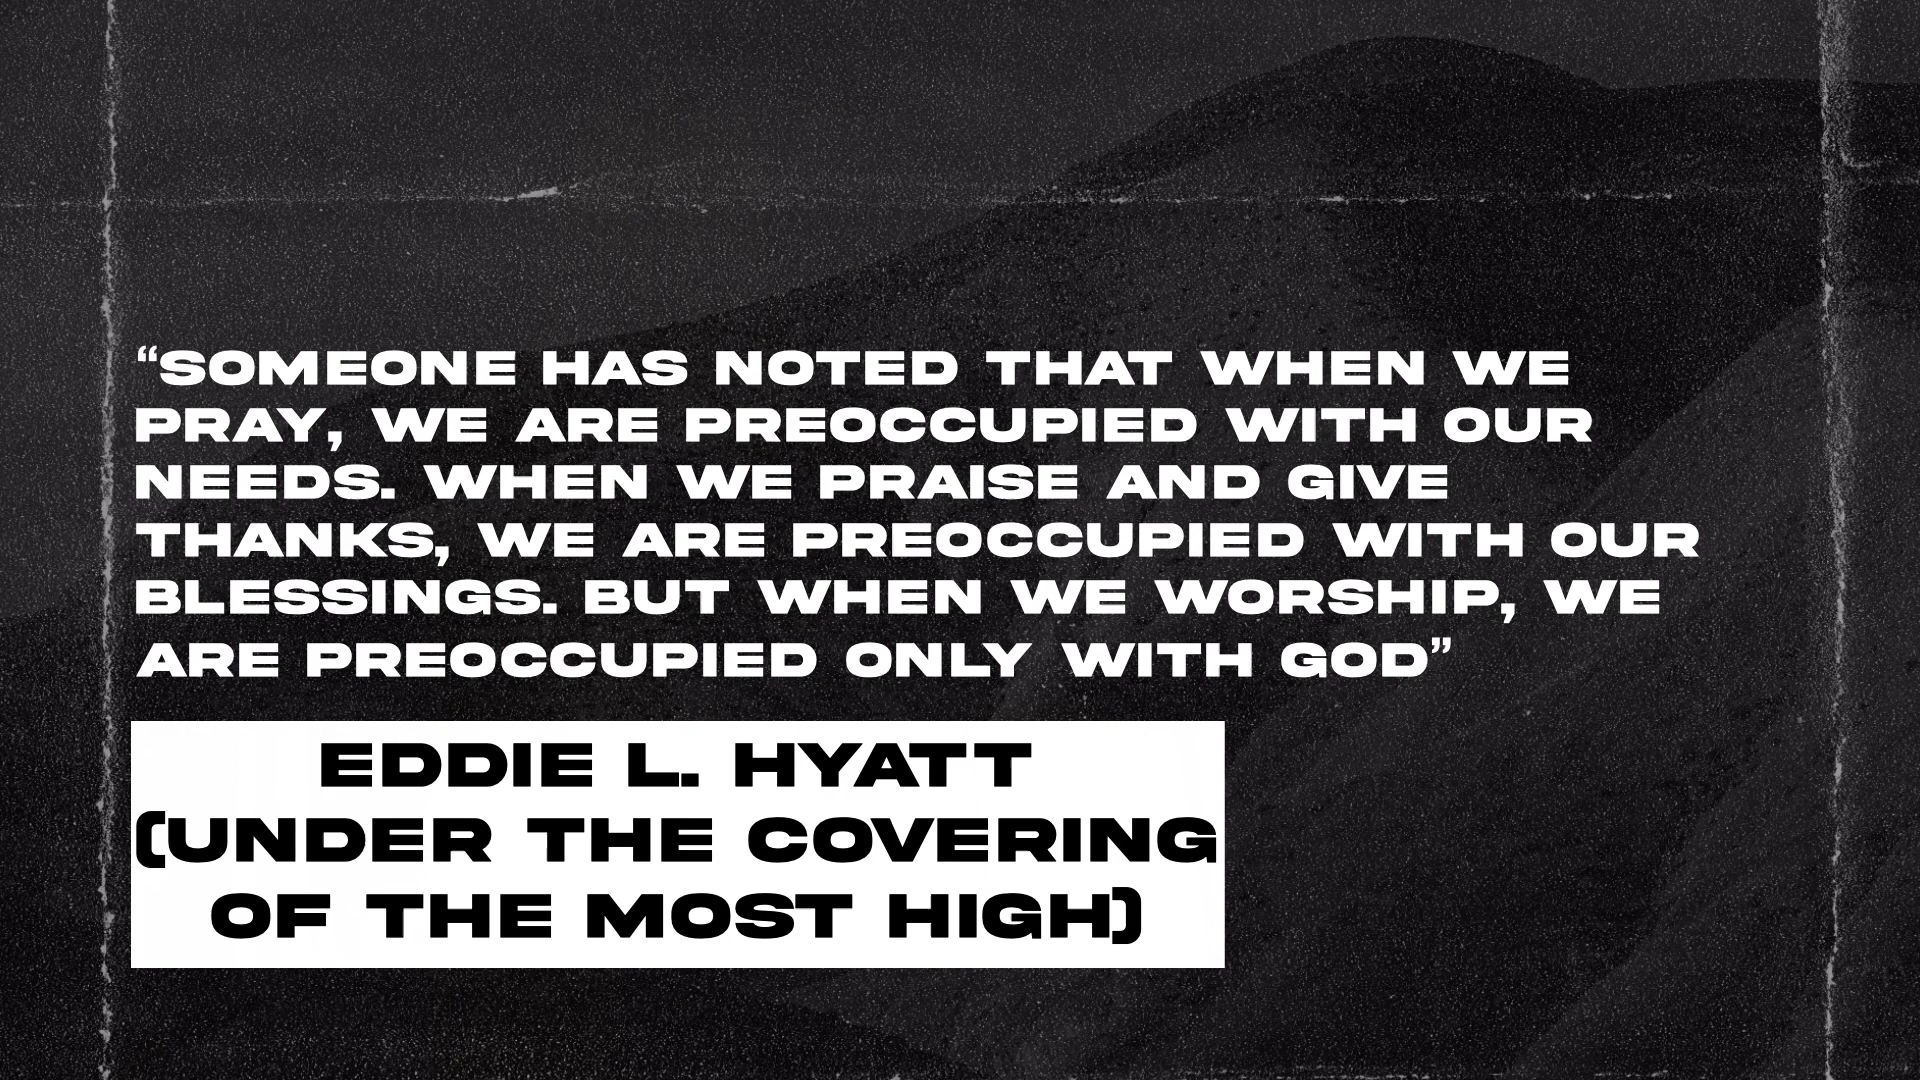 “SOMEONE HAS NOTED THAT WHEN WE
PRAY, WE ARE PREOCCUPIED WITH OUR
NEEDS. WHEN WE PRAISE AND GIVE
THANKS, WE ARE PREOCCUPIED WITH OUR
BLESSINGS. BUT WHEN WE WORSHIP, WE
ARE PREOCCUPIED ONLY WITH GOD”
EDDIE L. HYATT
(UNDER THE COVERING
OF THE MOST HIGH)